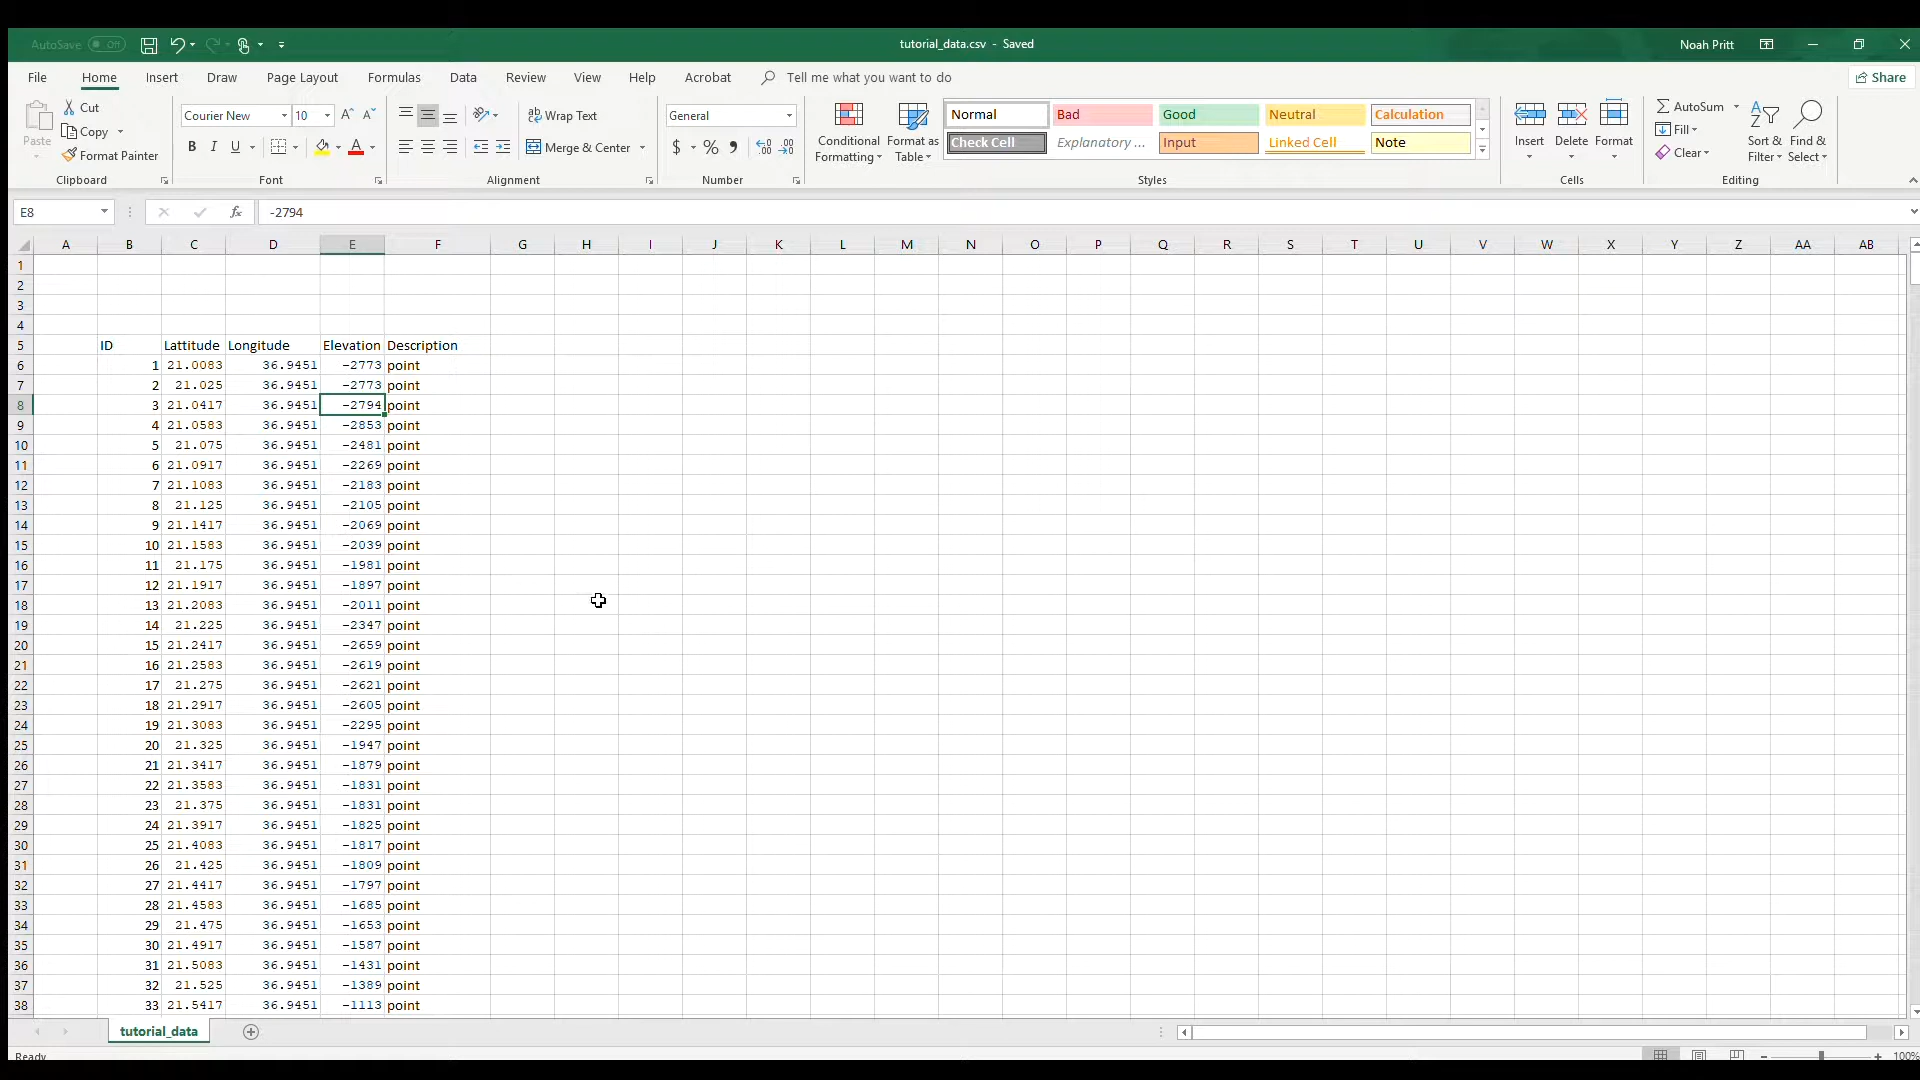 AutoSave Off tutorial_data.csv - Saved Noah Pritt
File Home Insert Draw Page Layout Formulas Data Review View Help Acrobat Tell me what you want to do Share
Paste Cut Copy Format Painter Clipboard
Courier New 10 A A B I U A Font
Wrap Text Merge & Center Alignment
General $ % Number
Conditional Formatting Format as Table
Normal Bad Good Neutral Calculation
Check Cell Explanatory ... Input Linked Cell Note
Styles
Insert Delete Format Cells
AutoSum Fill Clear Sort & Filter Find & Select Editing
E8 fx -2794
A B C D E F G H I J K L M N O P Q R S T U V W X Y Z AA AB
1
2
3
4
5 ID Lattitude Longitude Elevation Description
6 1 21.0083 36.9451 -2773 point
7 2 21.025 36.9451 -2773 point
8 3 21.0417 36.9451 -2794 point
9 4 21.0583 36.9451 -2853 point
10 5 21.075 36.9451 -2481 point
11 6 21.0917 36.9451 -2269 point
12 7 21.1083 36.9451 -2183 point
13 8 21.125 36.9451 -2105 point
14 9 21.1417 36.9451 -2069 point
15 10 21.1583 36.9451 -2039 point
16 11 21.175 36.9451 -1981 point
17 12 21.1917 36.9451 -1897 point
18 13 21.2083 36.9451 -2011 point
19 14 21.225 36.9451 -2347 point
20 15 21.2417 36.9451 -2659 point
21 16 21.2583 36.9451 -2619 point
22 17 21.275 36.9451 -2621 point
23 18 21.2917 36.9451 -2605 point
24 19 21.3083 36.9451 -2295 point
25 20 21.325 36.9451 -1947 point
26 21 21.3417 36.9451 -1879 point
27 22 21.3583 36.9451 -1831 point
28 23 21.375 36.9451 -1831 point
29 24 21.3917 36.9451 -1825 point
30 25 21.4083 36.9451 -1817 point
31 26 21.425 36.9451 -1809 point
32 27 21.4417 36.9451 -1797 point
33 28 21.4583 36.9451 -1685 point
34 29 21.475 36.9451 -1653 point
35 30 21.4917 36.9451 -1587 point
36 31 21.5083 36.9451 -1431 point
37 32 21.525 36.9451 -1389 point
38 33 21.5417 36.9451 -1113 point
tutorial_data
Ready 100%